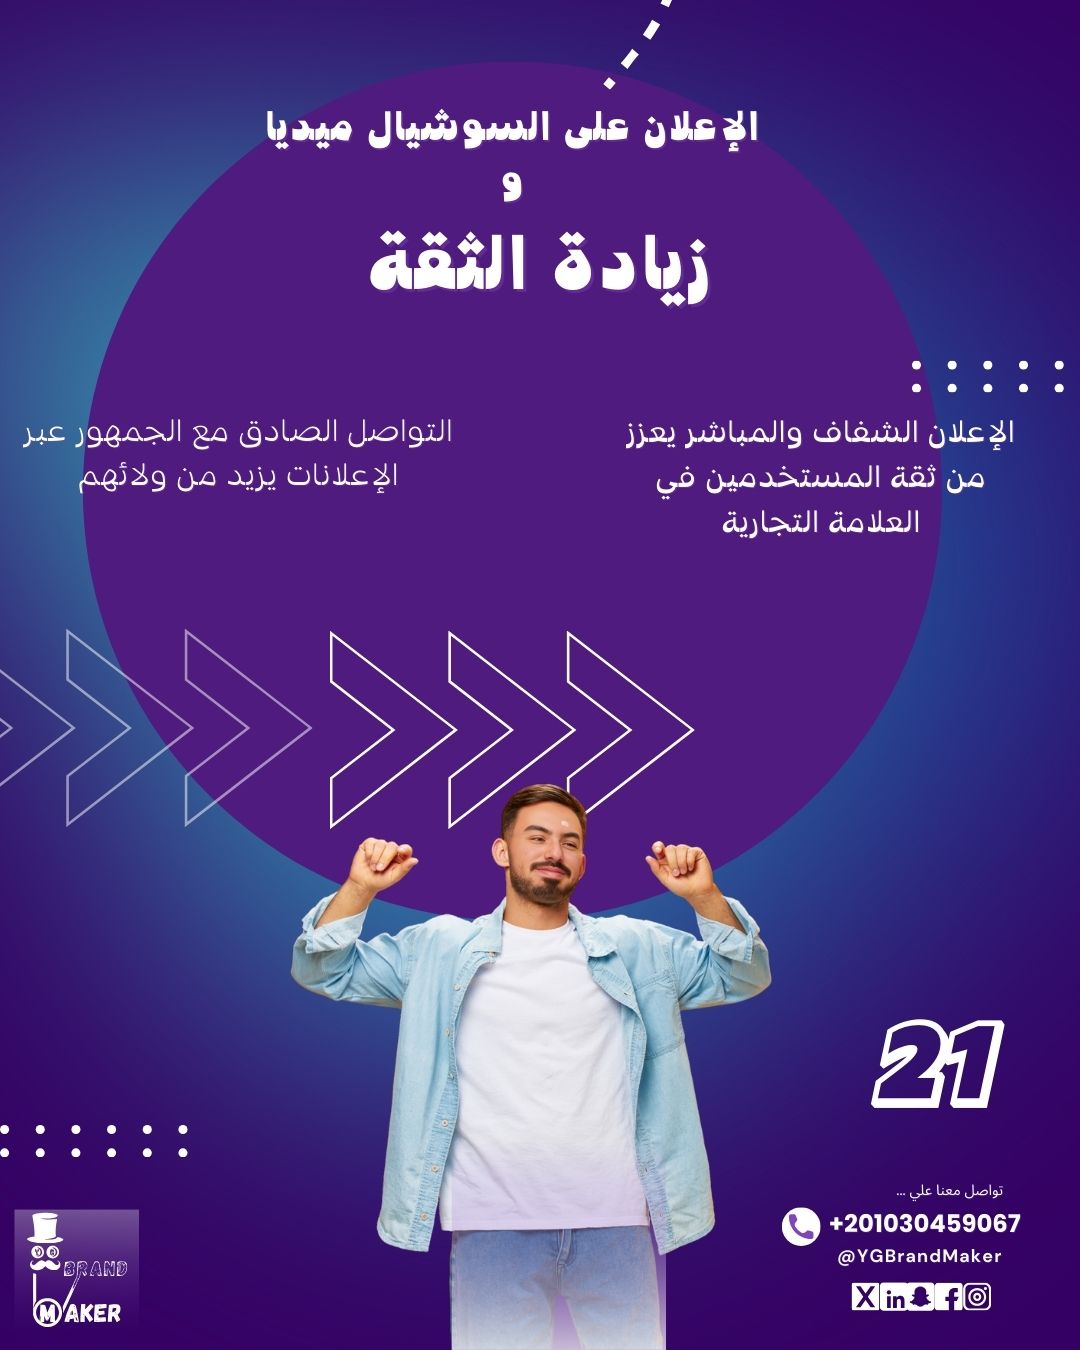 الإعلان على السوشيال ميديا
و
زيادة الثقة
الإعلان الشفاف والمباشر يعزز
من ثقة المستخدمين في
العلامة التجارية
التواصل الصادق مع الجمهور عبر
الإعلانات يزيد من ولائهم
21
تواصل معنا علي ...
+201030459067
@YGBrandMaker
BRAND
MAKER